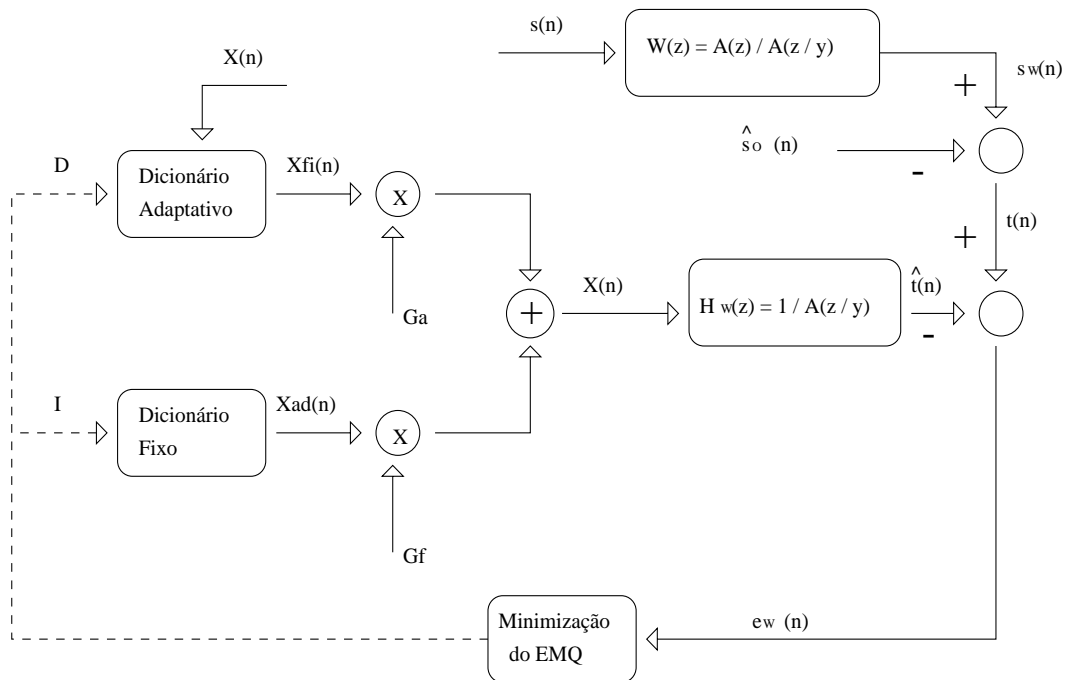 s(n)
W(z) = A(z) / A(z / y)
sw(n)
X(n)
+
^
so (n)
-
D
Dicionário
Adaptativo
Xfi(n)
X
t(n)
+
X(n)
H w(z) = 1 / A(z / y)
^
t(n)
-
+
Ga
I
Dicionário
Fixo
Xad(n)
X
Gf
Minimização
do EMQ
ew (n)